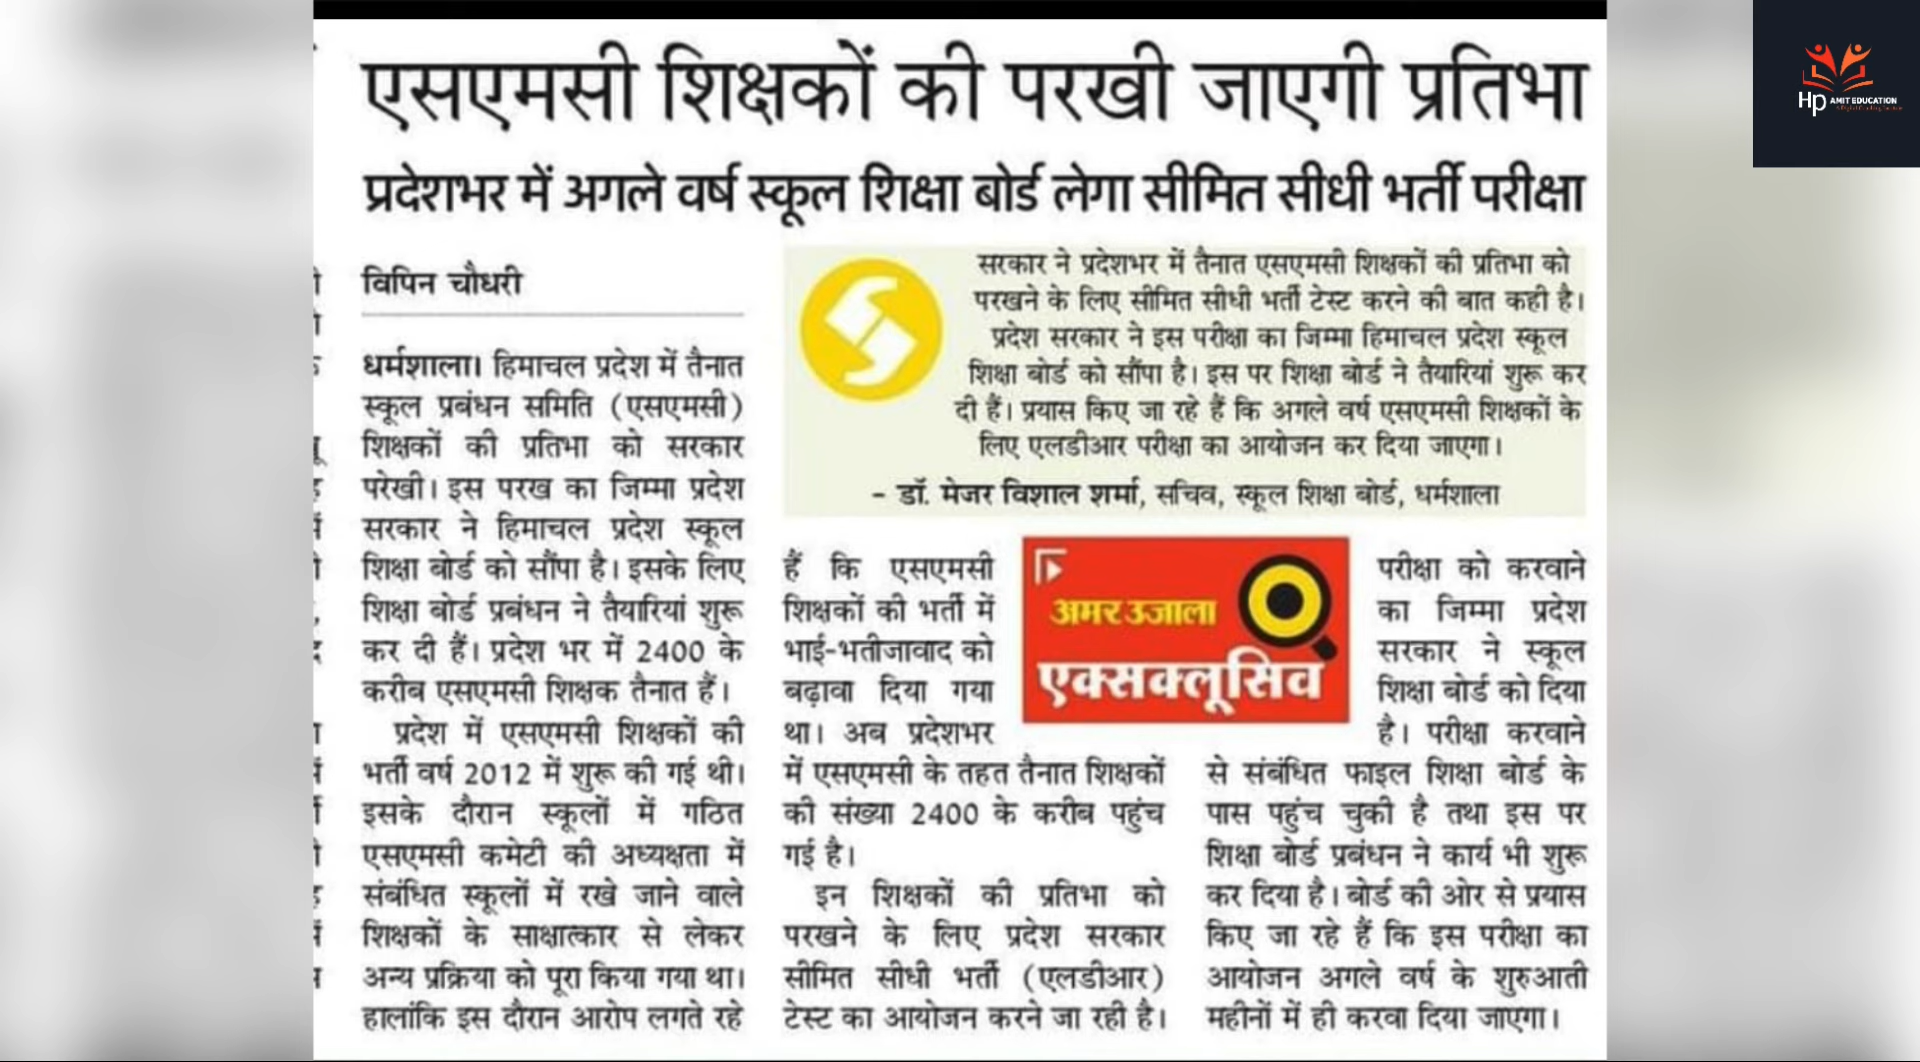 Hp AMIT EDUCATION
एसएमसी शिक्षकों की परखी जाएगी प्रतिभा
प्रदेशभर में अगले वर्ष स्कूल शिक्षा बोर्ड लेगा सीमित सीधी भर्ती परीक्षा
विपिन चौधरी
धर्मशाला। हिमाचल प्रदेश में तैनात
स्कूल प्रबंधन समिति (एसएमसी)
शिक्षकों की प्रतिभा को सरकार
परेखी। इस परख का जिम्मा प्रदेश
सरकार ने हिमाचल प्रदेश स्कूल
शिक्षा बोर्ड को सौंपा है। इसके लिए
शिक्षा बोर्ड प्रबंधन ने तैयारियां शुरू
कर दी हैं। प्रदेश भर में 2400 के
करीब एसएमसी शिक्षक तैनात हैं।
प्रदेश में एसएमसी शिक्षकों की
भर्ती वर्ष 2012 में शुरू की गई थी।
इसके दौरान स्कूलों में गठित
एसएमसी कमेटी की अध्यक्षता में
संबंधित स्कूलों में रखे जाने वाले
शिक्षकों के साक्षात्कार से लेकर
अन्य प्रक्रिया को पूरा किया गया था।
हालांकि इस दौरान आरोप लगते रहे
सरकार ने प्रदेशभर में तैनात एसएमसी शिक्षकों की प्रतिभा को
परखने के लिए सीमित सीधी भर्ती टेस्ट करने की बात कही है।
प्रदेश सरकार ने इस परीक्षा का जिम्मा हिमाचल प्रदेश स्कूल
शिक्षा बोर्ड को सौंपा है। इस पर शिक्षा बोर्ड ने तैयारियां शुरू कर
दी हैं। प्रयास किए जा रहे हैं कि अगले वर्ष एसएमसी शिक्षकों के
लिए एलडीआर परीक्षा का आयोजन कर दिया जाएगा।
- डॉ. मेजर विशाल शर्मा, सचिव, स्कूल शिक्षा बोर्ड, धर्मशाला
हैं कि एसएमसी
शिक्षकों की भर्ती में
भाई-भतीजावाद को
बढ़ावा दिया गया
था। अब प्रदेशभर
में एसएमसी के तहत तैनात शिक्षकों
की संख्या 2400 के करीब पहुंच
गई है।
इन शिक्षकों की प्रतिभा को
परखने के लिए प्रदेश सरकार
सीमित सीधी भर्ती (एलडीआर)
टेस्ट का आयोजन करने जा रही है।
अमर उजाला
एक्सक्लूसिव
परीक्षा को करवाने
का जिम्मा प्रदेश
सरकार ने स्कूल
शिक्षा बोर्ड को दिया
है। परीक्षा करवाने
से संबंधित फाइल शिक्षा बोर्ड के
पास पहुंच चुकी है तथा इस पर
शिक्षा बोर्ड प्रबंधन ने कार्य भी शुरू
कर दिया है। बोर्ड की ओर से प्रयास
किए जा रहे हैं कि इस परीक्षा का
आयोजन अगले वर्ष के शुरुआती
महीनों में ही करवा दिया जाएगा।